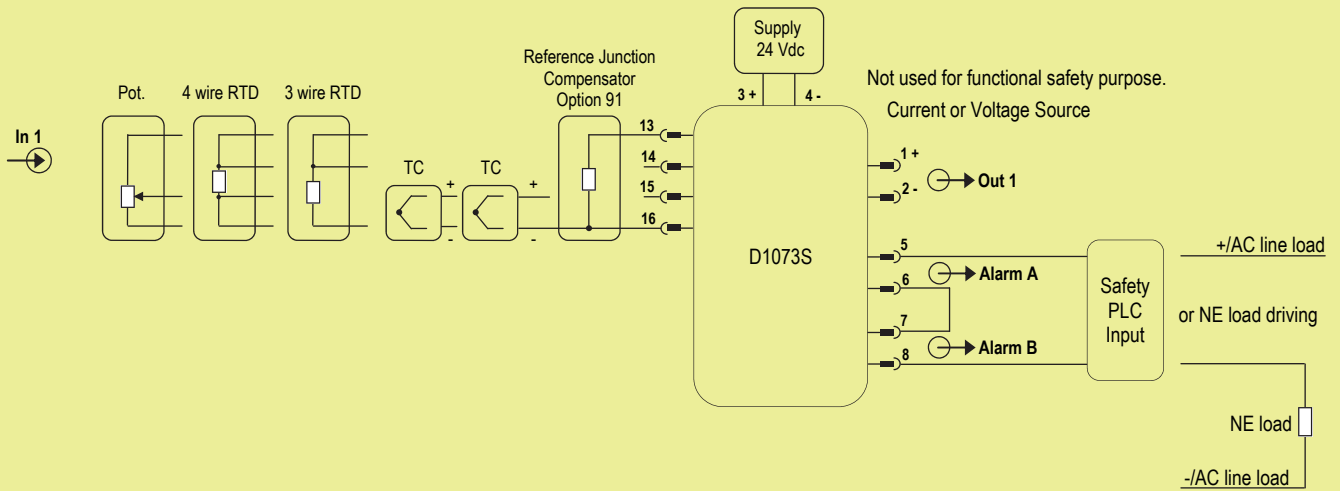 Supply
24 Vdc
3 +
4 -
Reference Junction
Compensator
Option 91
Not used for functional safety purpose.
Current or Voltage Source
Pot.
4 wire RTD
3 wire RTD
In 1
TC
TC
+
-
+
-
13
14
15
16
D1073S
1 +
2 -
Out 1
5
Alarm A
6
7
Alarm B
8
Safety
PLC
Input
+/AC line load
or NE load driving
NE load
-/AC line load